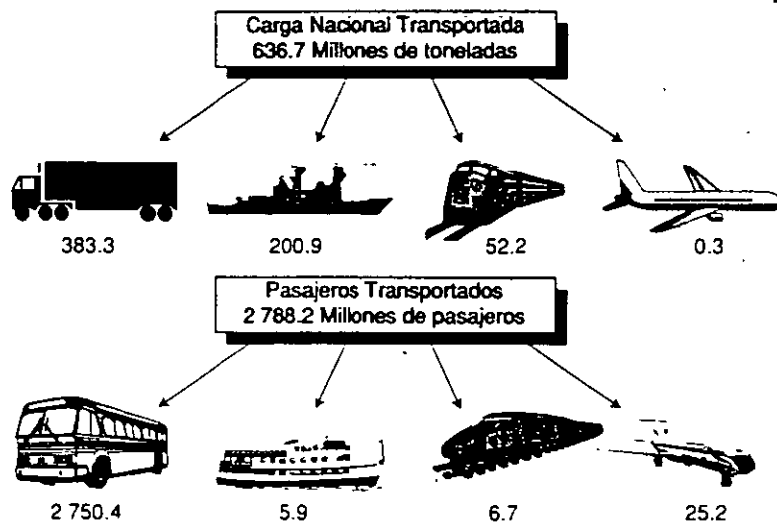 Carga Nacional Transportada
636.7 Millones de toneladas
383.3 200.9 52.2 0.3
Pasajeros Transportados
2 788.2 Millones de pasajeros
2 750.4 5.9 6.7 25.2